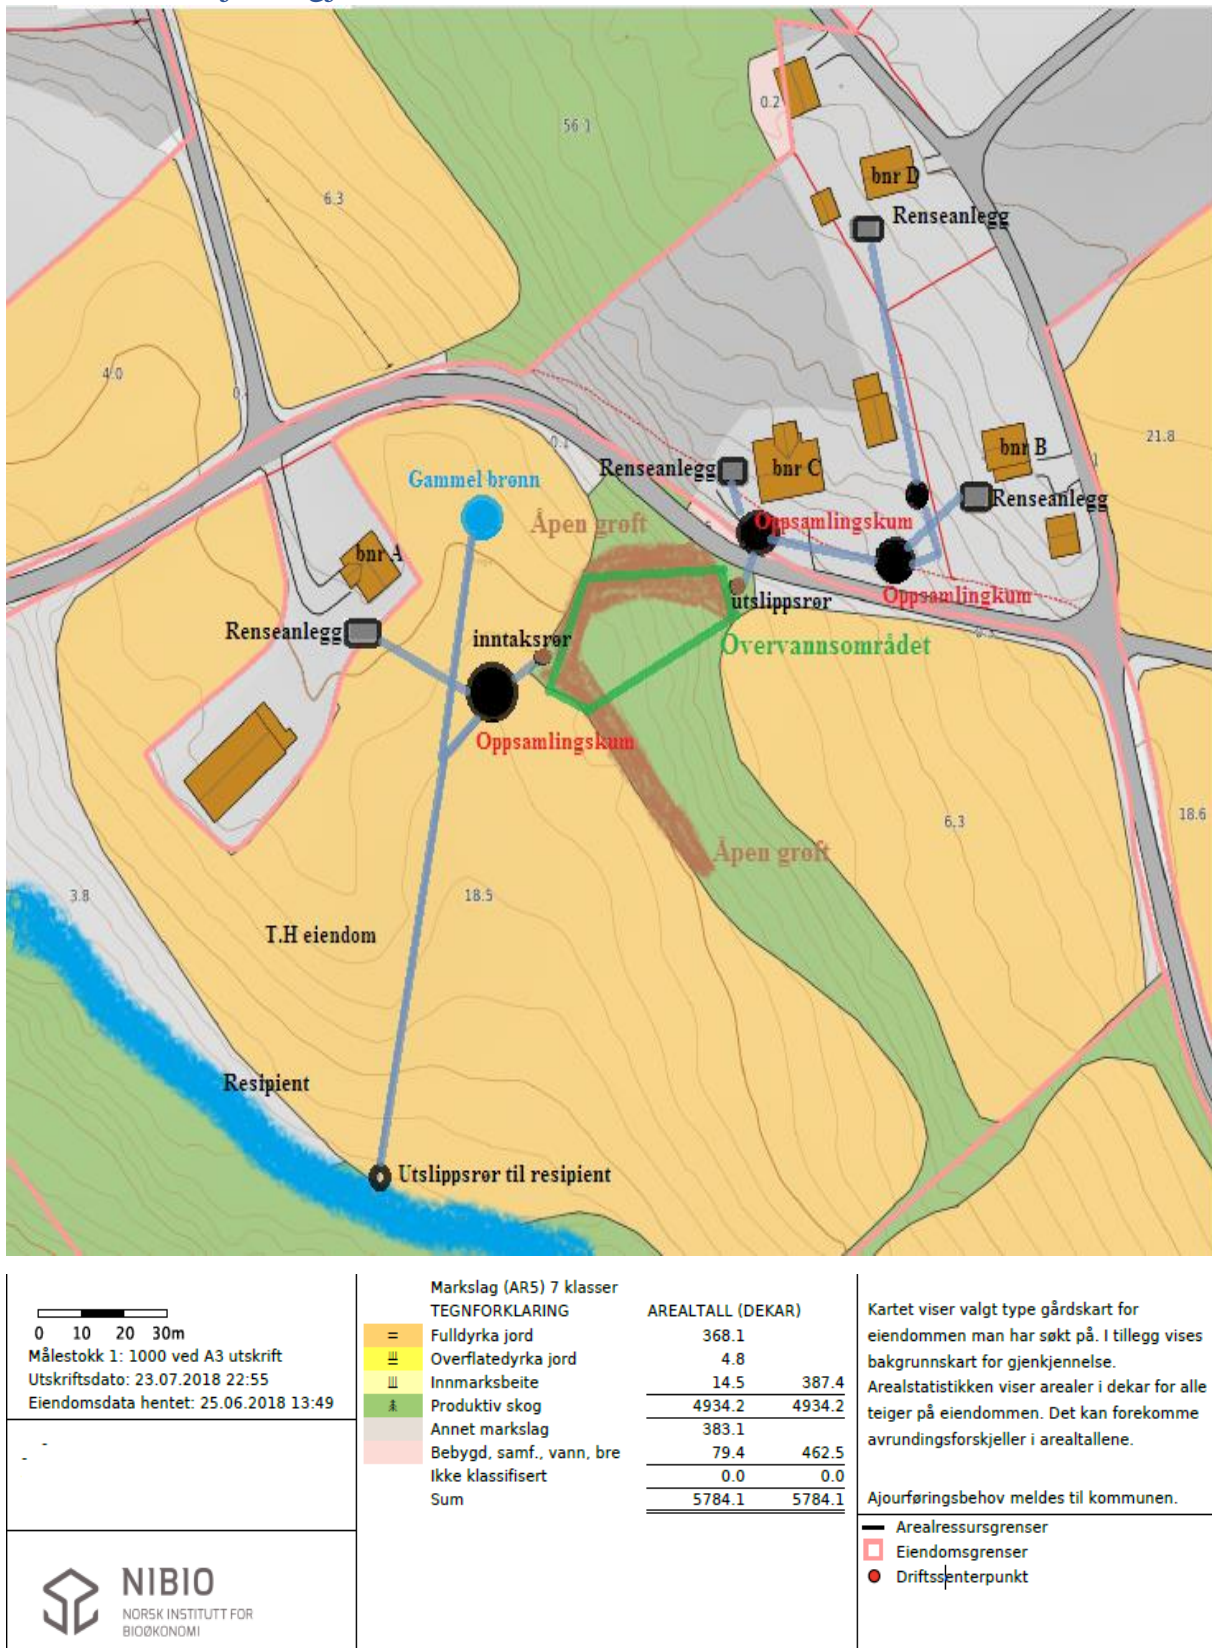 56.1
0.2
6.3
bnr D
Renseanlegg
4.0
0.1
21.8
bnr B
Gammel brønn
Renseanlegg
bnr C
Renseanlegg
Åpen grøft
Oppsamlingskum
bnr A
Oppsamlingkum
utslippsrør
Renseanlegg
inntaksrør
Overvannsområdet
Oppsamlingskum
18.6
6.3
Åpen grøft
3.8
18.5
T.H eiendom
Resipient
Utslippsrør til resipient
0 10 20 30m
Målestokk 1: 1000 ved A3 utskrift
Utskriftsdato: 23.07.2018 22:55
Eiendomsdata hentet: 25.06.2018 13:49
-
-
NIBIO
NORSK INSTITUTT FOR
BIOØKONOMI
Markslag (AR5) 7 klasser
TEGNFORKLARING AREALTALL (DEKAR)
Fulldyrka jord 368.1
Overflatedyrka jord 4.8
Innmarksbeite 14.5 387.4
Produktiv skog 4934.2 4934.2
Annet markslag 383.1
Bebygd, samf., vann, bre 79.4 462.5
Ikke klassifisert 0.0 0.0
Sum 5784.1 5784.1
Kartet viser valgt type gårdskart for
eiendommen man har søkt på. I tillegg vises
bakgrunnskart for gjenkjennelse.
Arealstatistikken viser arealer i dekar for alle
teiger på eiendommen. Det kan forekomme
avrundingsforskjeller i arealtallene.
Ajourføringsbehov meldes til kommunen.
Arealressursgrenser
Eiendomsgrenser
Driftssenterpunkt